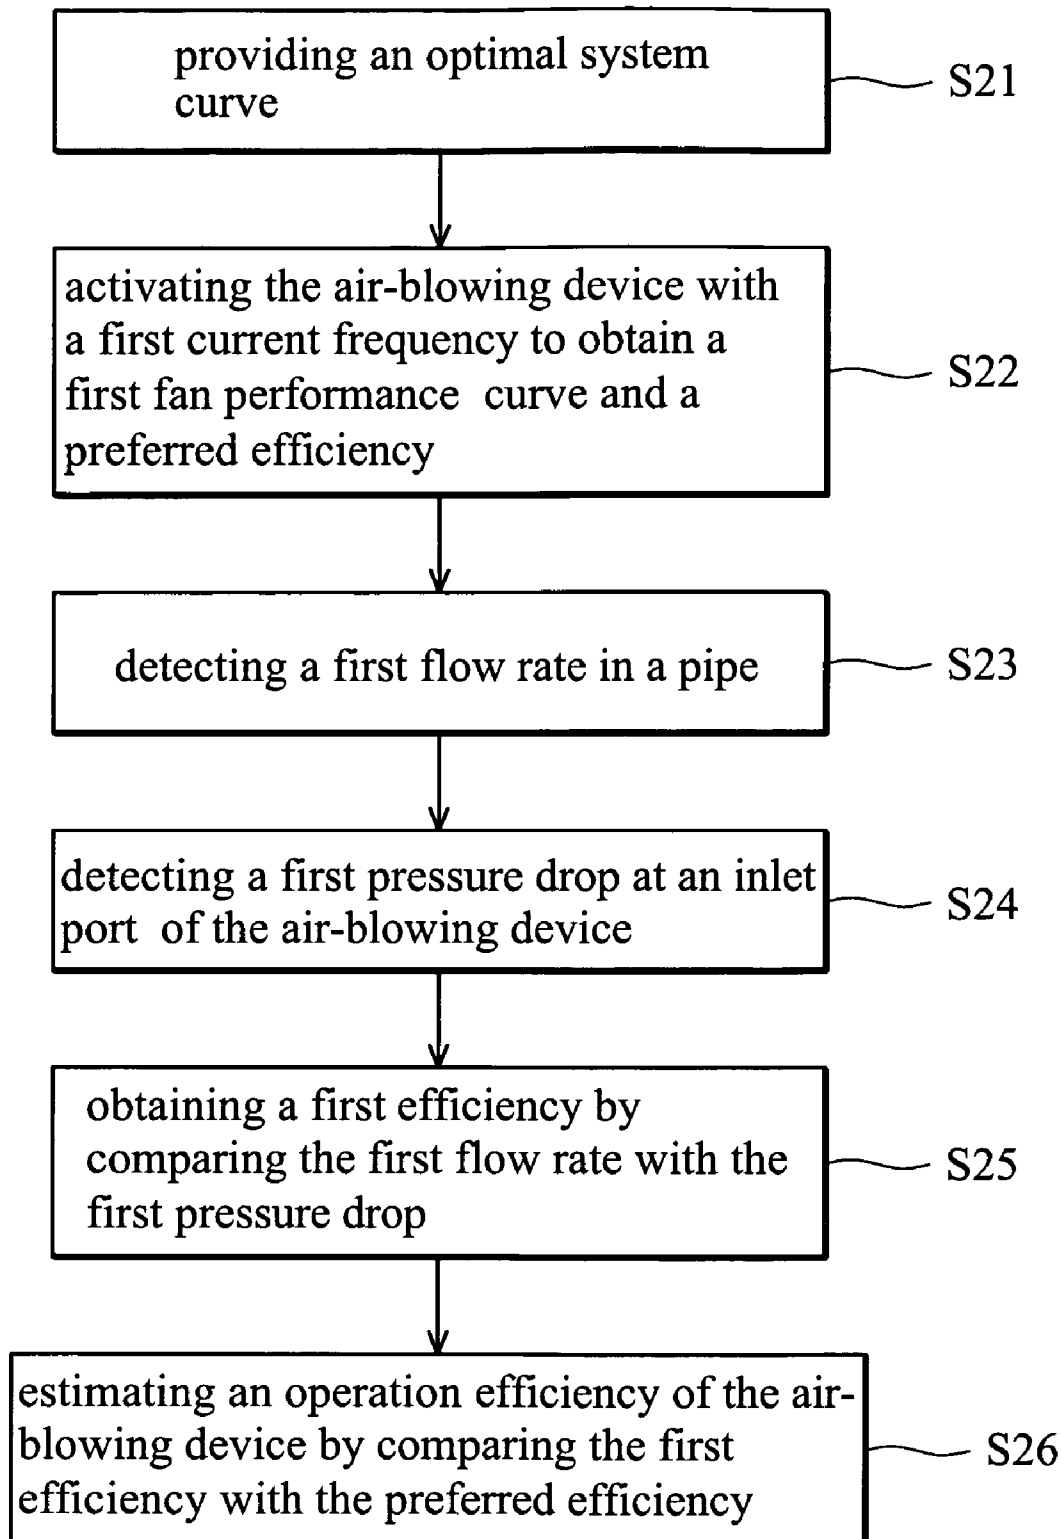 providing an optimal system
curve
S21
activating the air-blowing device with
a first current frequency to obtain a
first fan performance curve and a
preferred efficiency
S22
detecting a first flow rate in a pipe
S23
detecting a first pressure drop at an inlet
port of the air-blowing device
S24
obtaining a first efficiency by
comparing the first flow rate with the
first pressure drop
S25
estimating an operation efficiency of the air-
blowing device by comparing the first
efficiency with the preferred efficiency
S26